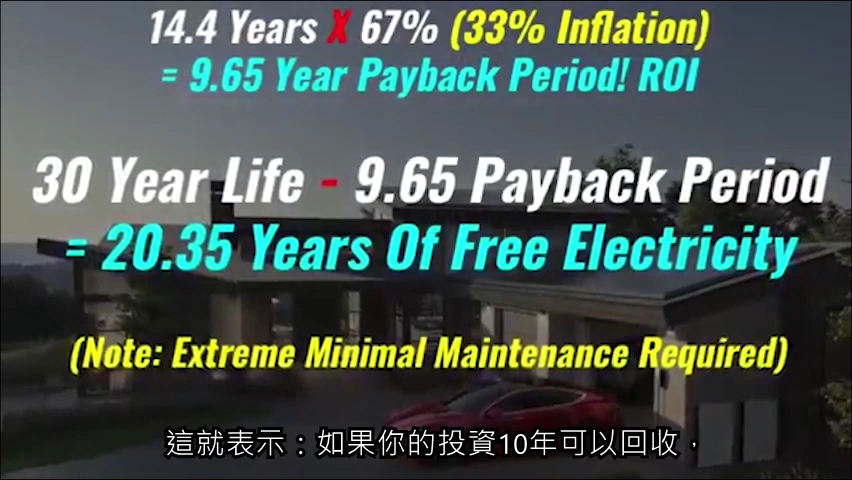 14.4 Years X 67% (33% Inflation)
= 9.65 Year Payback Period! ROI
30 Year Life - 9.65 Payback Period
= 20.35 Years Of Free Electricity
(Note: Extreme Minimal Maintenance Required)
這就表示：如果你的投資10年可以回收，